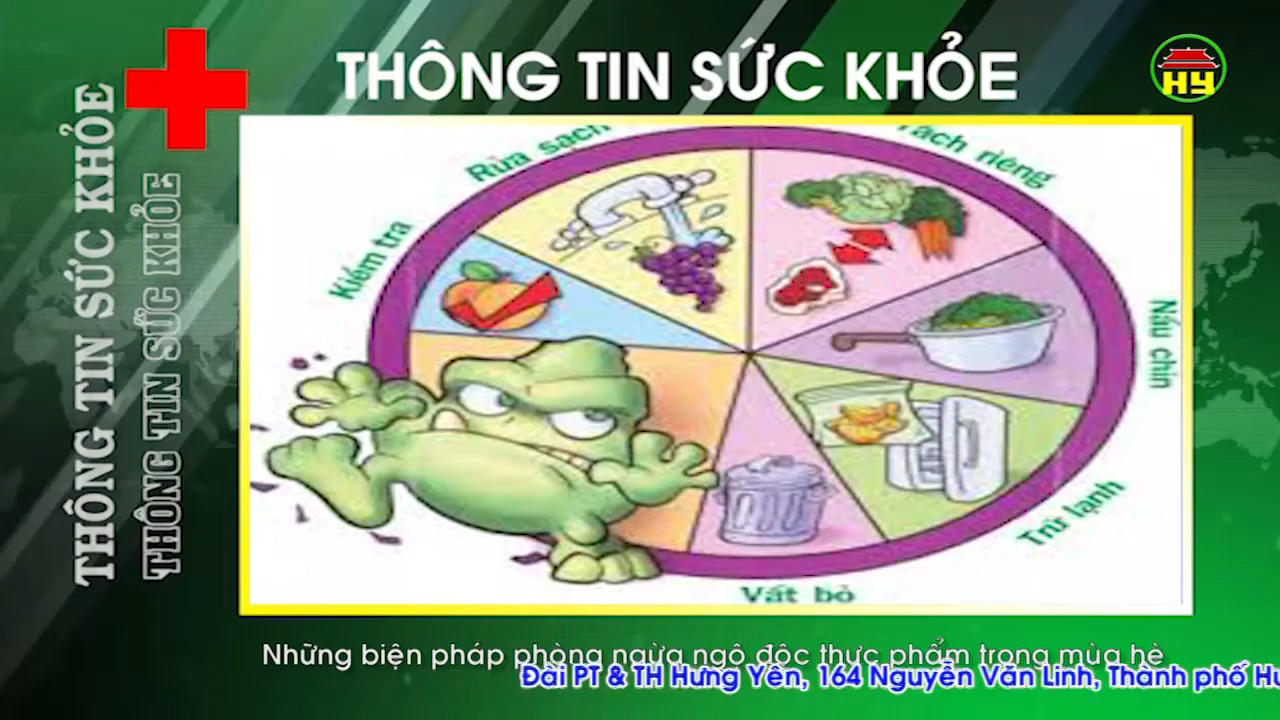 THÔNG TIN SỨC KHỎE
HY
THÔNG TIN SỨC KHỎE
THÔNG TIN SỨC KHỎE
Rửa sạch
Tách riêng
Kiểm tra
Nấu chín
Trữ lạnh
Vất bỏ
Những biện pháp phòng ngừa ngộ độc thực phẩm trong mùa hè
Đài PT & TH Hưng Yên, 164 Nguyễn Văn Linh, Thành phố Hư